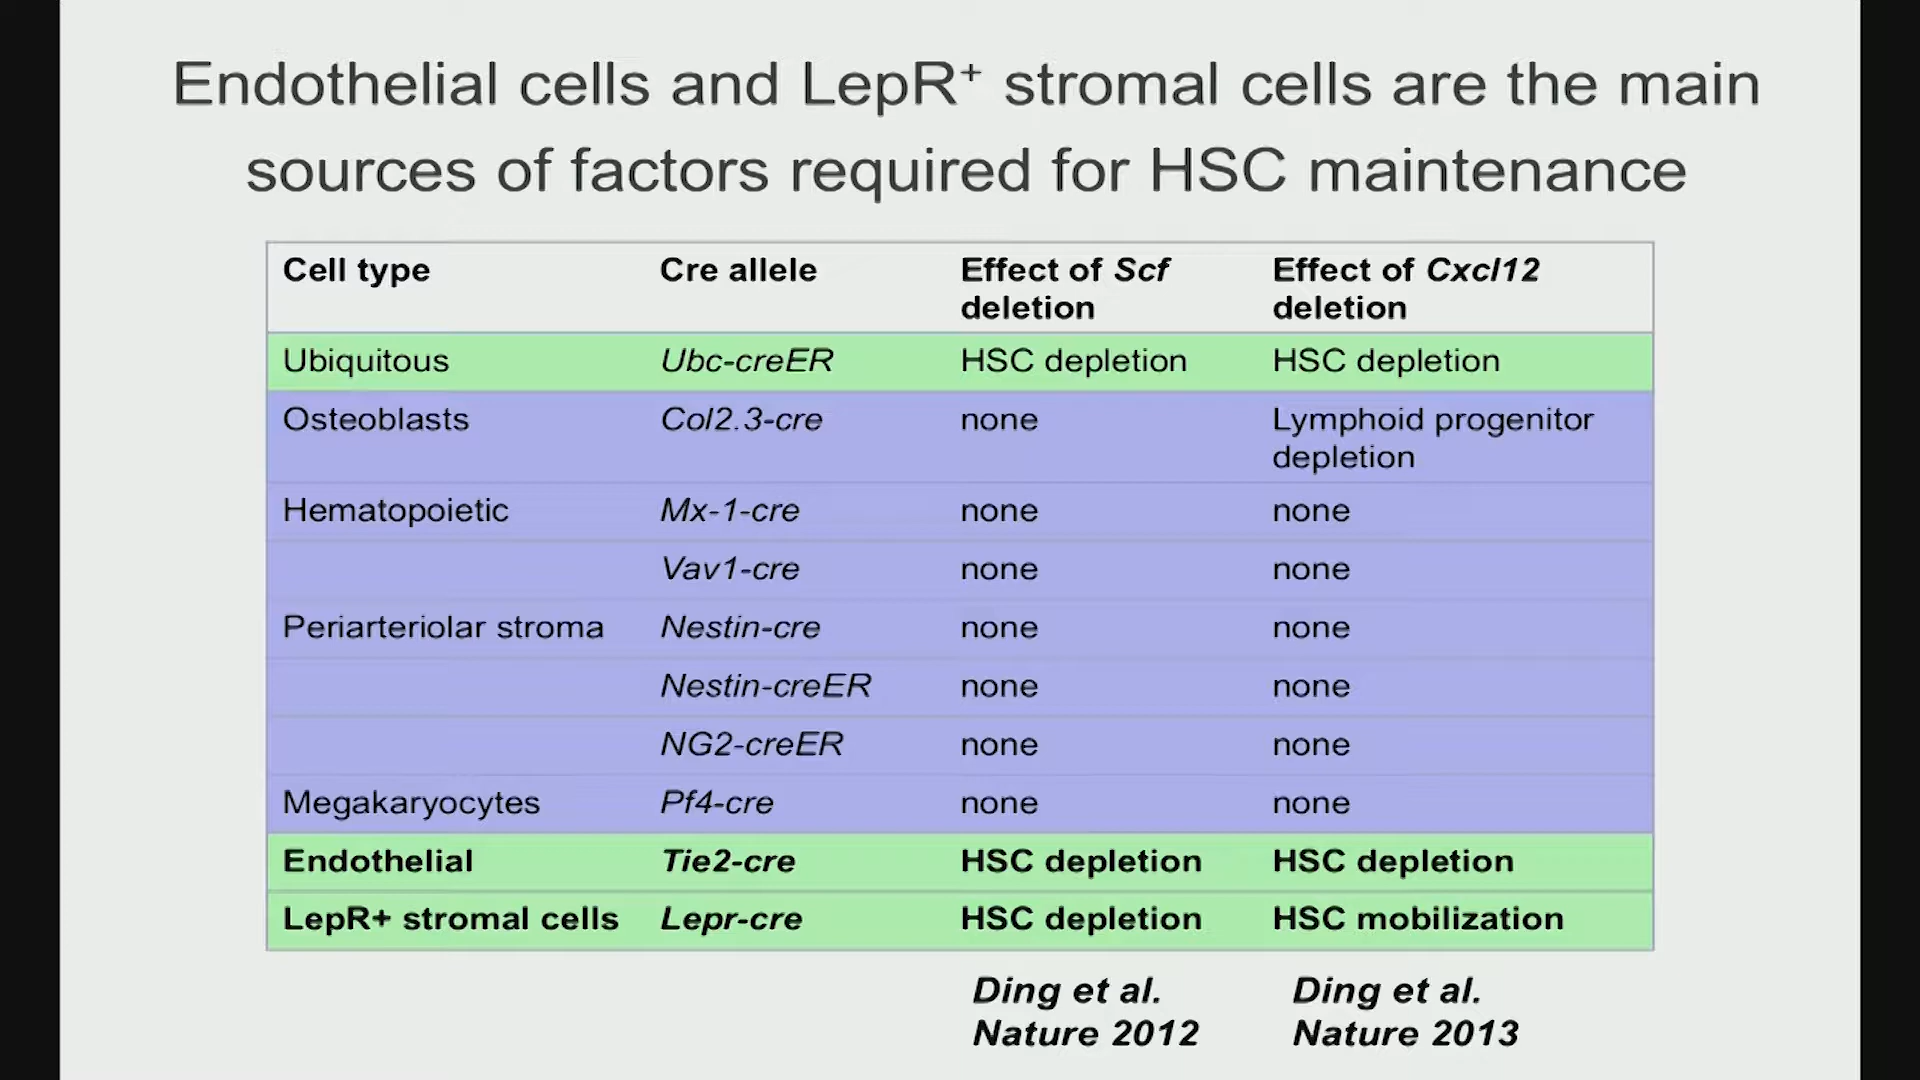 Endothelial cells and LepR⁺ stromal cells are the main
sources of factors required for HSC maintenance
Cell type Cre allele Effect of Scf deletion Effect of Cxcl12 deletion
Ubiquitous Ubc-creER HSC depletion HSC depletion
Osteoblasts Col2.3-cre none Lymphoid progenitor depletion
Hematopoietic Mx-1-cre none none
Vav1-cre none none
Periarteriolar stroma Nestin-cre none none
Nestin-creER none none
NG2-creER none none
Megakaryocytes Pf4-cre none none
Endothelial Tie2-cre HSC depletion HSC depletion
LepR+ stromal cells Lepr-cre HSC depletion HSC mobilization
Ding et al. Nature 2012
Ding et al. Nature 2013